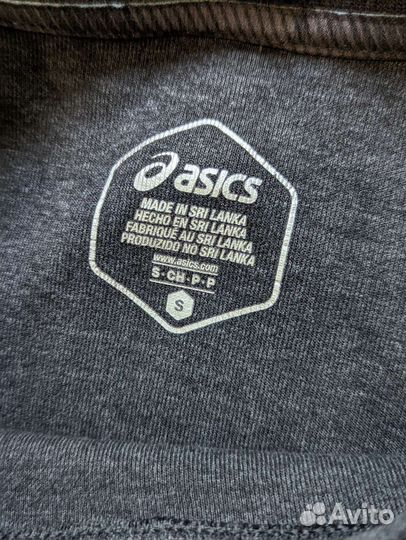 asics
MADE IN SRI LANKA
HECHO EN SRI LANKA
FABRIQUÉ AU SRI LANKA
PRODUZIDO NO SRI LANKA
www.asics.com
S·CH·P·P
S
Avito